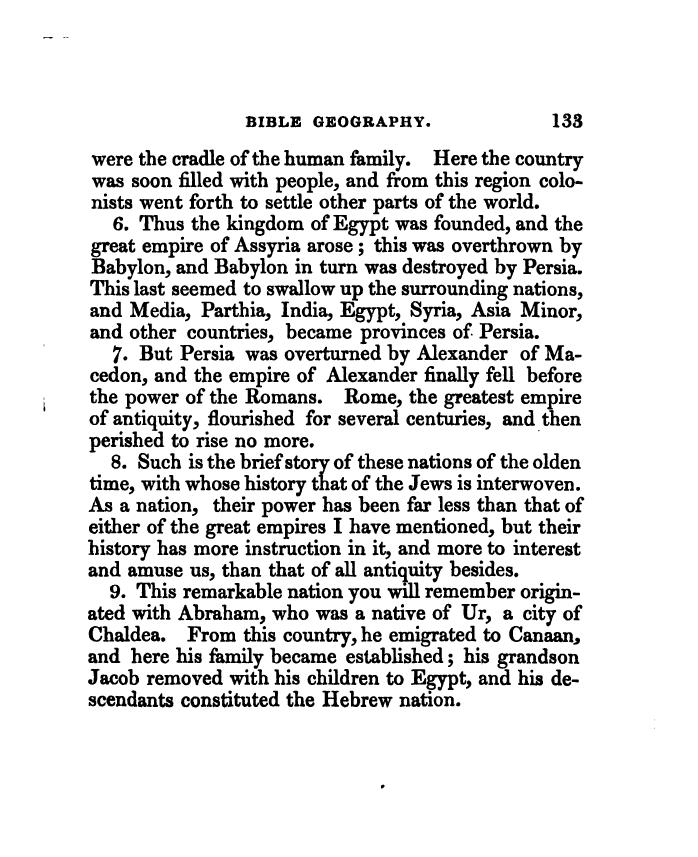 BIBLE GEOGRAPHY. 133
were the cradle of the human family. Here the country
was soon filled with people, and from this region colo-
nists went forth to settle other parts of the world.
6. Thus the kingdom of Egypt was founded, and the
great empire of Assyria arose; this was overthrown by
Babylon, and Babylon in turn was destroyed by Persia.
This last seemed to swallow up the surrounding nations,
and Media, Parthia, India, Egypt, Syria, Asia Minor,
and other countries, became provinces of Persia.
7. But Persia was overturned by Alexander of Ma-
cedon, and the empire of Alexander finally fell before
the power of the Romans. Rome, the greatest empire
of antiquity, flourished for several centuries, and then
perished to rise no more.
8. Such is the brief story of these nations of the olden
time, with whose history that of the Jews is interwoven.
As a nation, their power has been far less than that of
either of the great empires I have mentioned, but their
history has more instruction in it, and more to interest
and amuse us, than that of all antiquity besides.
9. This remarkable nation you will remember origin-
ated with Abraham, who was a native of Ur, a city of
Chaldea. From this country, he emigrated to Canaan,
and here his family became established; his grandson
Jacob removed with his children to Egypt, and his de-
scendants constituted the Hebrew nation.